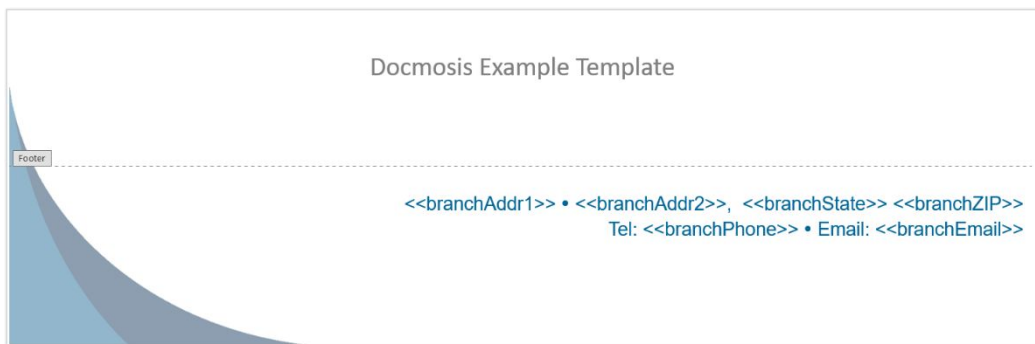 Docmosis Example Template
Footer
<<branchAddr1>> • <<branchAddr2>>, <<branchState>> <<branchZIP>>
Tel: <<branchPhone>> • Email: <<branchEmail>>